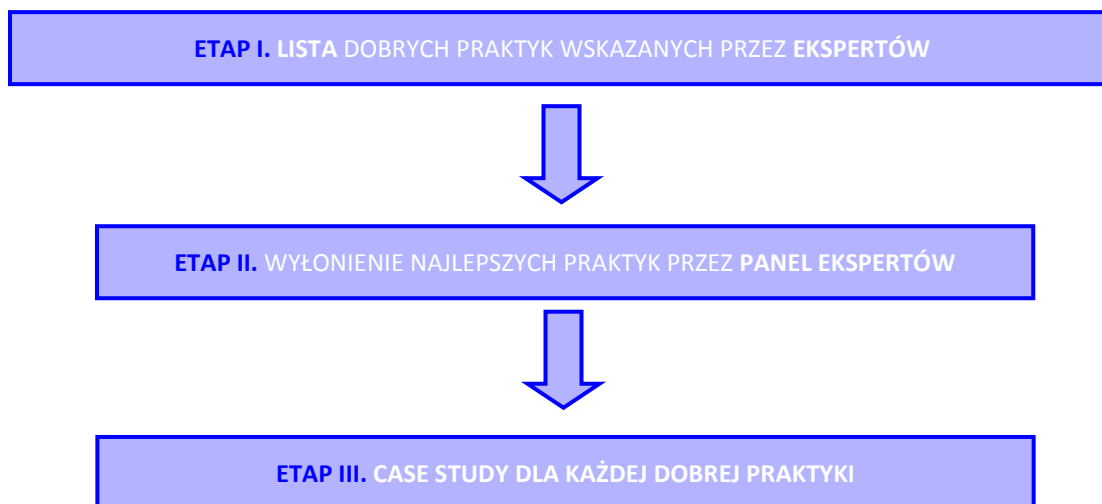 ETAP I. LISTA DOBRYCH PRAKTYK WSKAZANYCH PRZEZ EKSPERTÓW
ETAP II. WYŁONIENIE NAJLEPSZYCH PRAKTYK PRZEZ PANEL EKSPERTÓW
ETAP III. CASE STUDY DLA KAŻDEJ DOBREJ PRAKTYKI